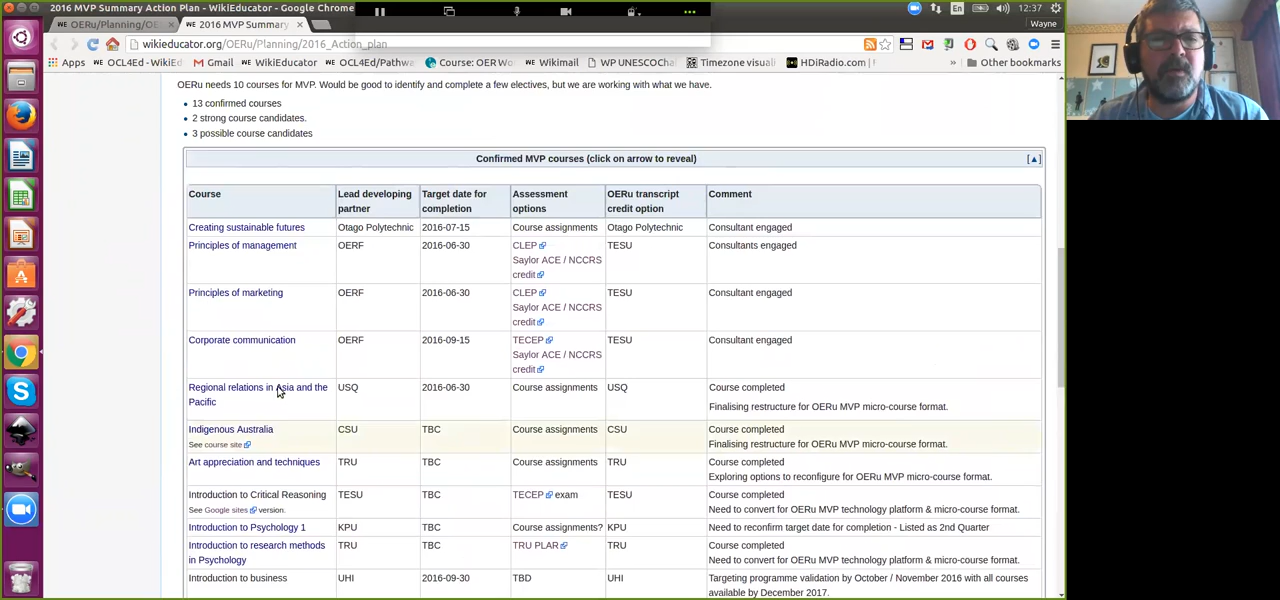 2016 MVP Summary Action Plan - WikiEducator - Google Chrome
En 12:37
WE OERu/Planning/OE
WE 2016 MVP Summary
Wayne
wikieducator.org/OERu/Planning/2016_Action_plan
Apps WE OCL4Ed - WikiEd Gmail WE WikiEducator WE OCL4Ed/Pathwa Course: OER Wo WE Wikimail WP UNESCOChai Timezone visuali HDiRadio.com | F » Other bookmarks
OERu needs 10 courses for MVP. Would be good to identify and complete a few electives, but we are working with what we have.
13 confirmed courses
2 strong course candidates.
3 possible course candidates
Confirmed MVP courses (click on arrow to reveal) [▲]
Course Lead developing partner Target date for completion Assessment options OERu transcript credit option Comment
Creating sustainable futures Otago Polytechnic 2016-07-15 Course assignments Otago Polytechnic Consultant engaged
Principles of management OERF 2016-06-30 CLEP TESU Consultants engaged
Saylor ACE / NCCRS
credit
Principles of marketing OERF 2016-06-30 CLEP TESU Consultant engaged
Saylor ACE / NCCRS
credit
Corporate communication OERF 2016-09-15 TECEP TESU Consultant engaged
Saylor ACE / NCCRS
credit
Regional relations in Asia and the USQ 2016-06-30 Course assignments USQ Course completed
Pacific Finalising restructure for OERu MVP micro-course format.
Indigenous Australia CSU TBC Course assignments CSU Course completed
See course site Finalising restructure for OERu MVP micro-course format.
Art appreciation and techniques TRU TBC Course assignments TRU Course completed
Exploring options to reconfigure for OERu MVP micro-course format.
Introduction to Critical Reasoning TESU TBC TECEP exam TESU Course completed
See Google sites version. Need to convert for OERu MVP technology platform & micro-course format.
Introduction to Psychology 1 KPU TBC Course assignments? KPU Need to reconfirm target date for completion - Listed as 2nd Quarter
Introduction to research methods TRU TBC TRU PLAR TRU Course completed
in Psychology Need to convert for OERu MVP technology platform & micro-course format.
Introduction to business UHI 2016-09-30 TBD UHI Targeting programme validation by October / November 2016 with all courses
available by December 2017.